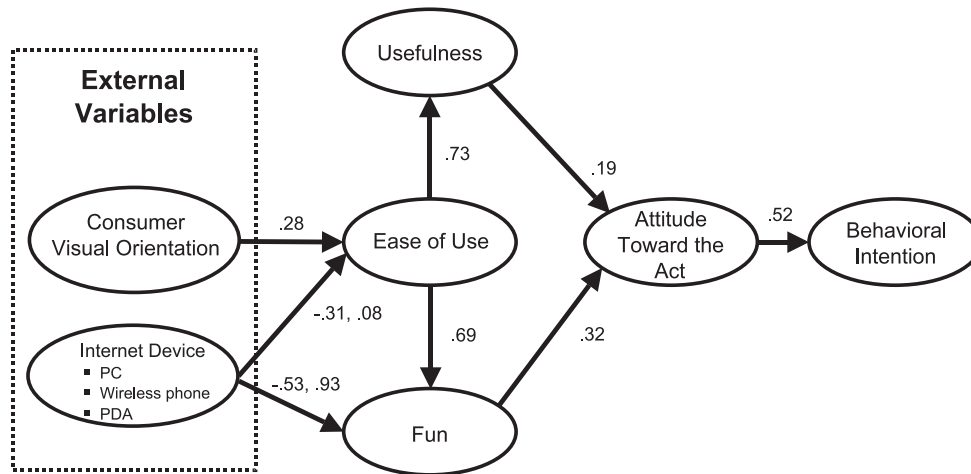 External
Variables
Usefulness
.73
.19
Consumer
Visual Orientation
.28
Ease of Use
Attitude
Toward the
Act
.52
Behavioral
Intention
-.31, .08
.69
.32
Internet Device
▪ PC
▪ Wireless phone
▪ PDA
-.53, .93
Fun